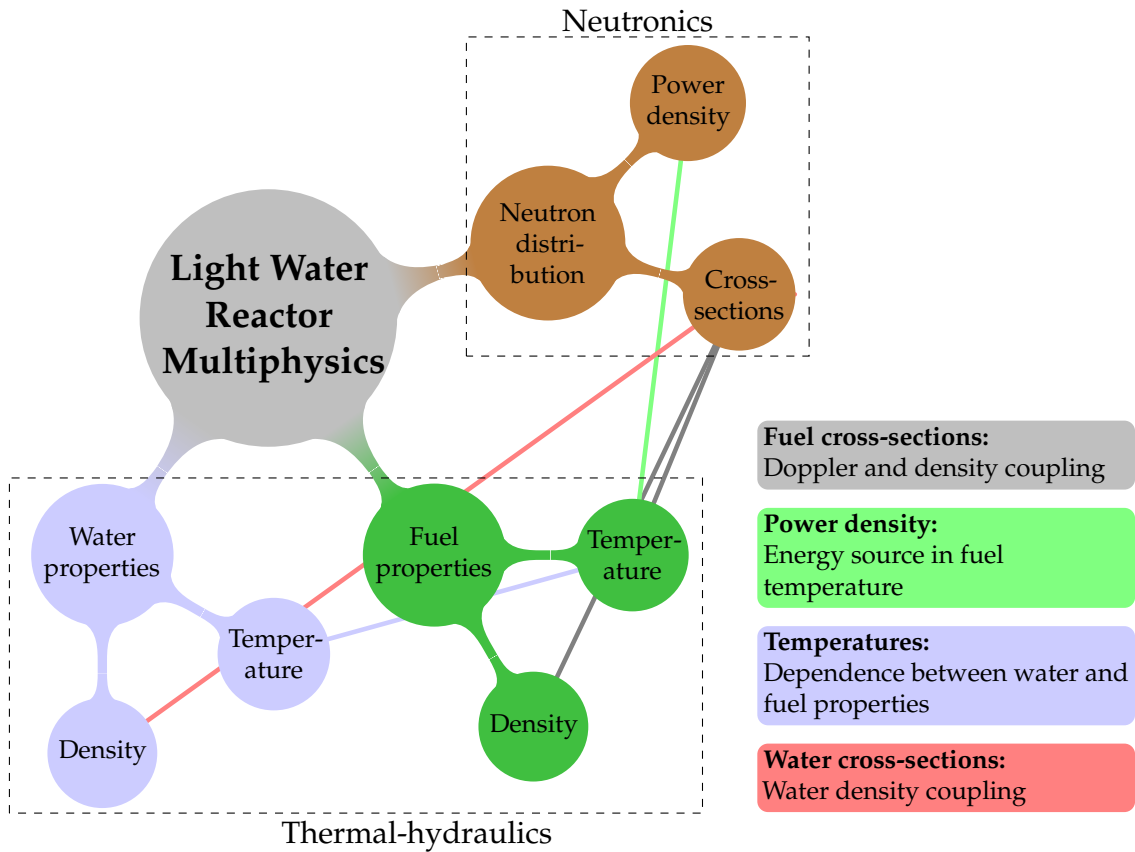 Neutronics
Power
density
Neutron
distri-
bution
Cross-
sections
Light Water
Reactor
Multiphysics
Water
properties
Temper-
ature
Density
Fuel
properties
Temper-
ature
Density
Thermal-hydraulics
Fuel cross-sections:
Doppler and density coupling
Power density:
Energy source in fuel
temperature
Temperatures:
Dependence between water and
fuel properties
Water cross-sections:
Water density coupling